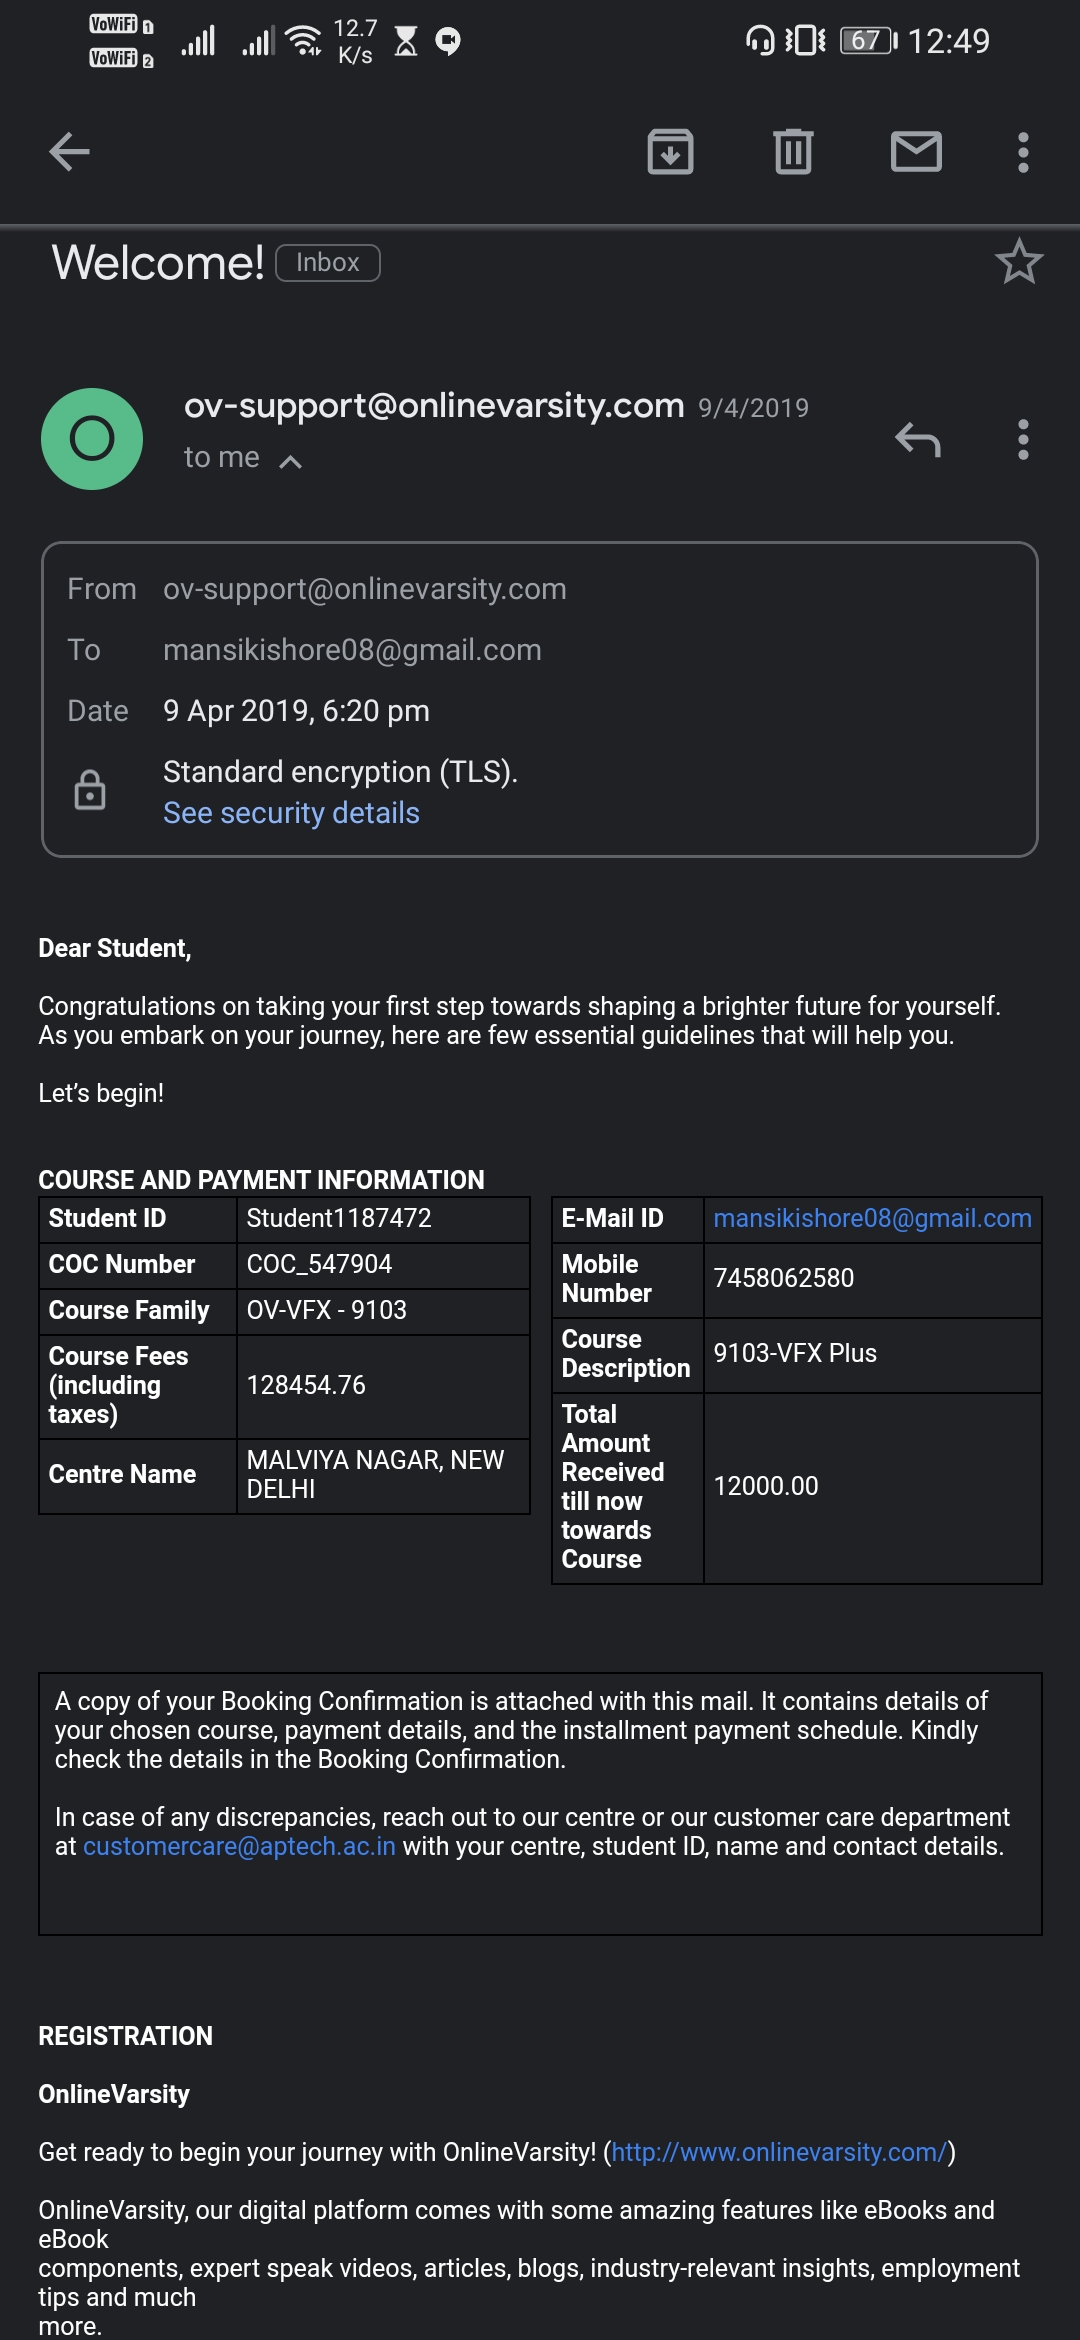 VoWiFi 1
VoWiFi 2
12.7
K/s
67
12:49
Welcome!
Inbox
O
ov-support@onlinevarsity.com 9/4/2019
to me
From ov-support@onlinevarsity.com
To mansikishore08@gmail.com
Date 9 Apr 2019, 6:20 pm
Standard encryption (TLS).
See security details
Dear Student,
Congratulations on taking your first step towards shaping a brighter future for yourself.
As you embark on your journey, here are few essential guidelines that will help you.
Let’s begin!
COURSE AND PAYMENT INFORMATION
Student ID Student1187472
COC Number COC_547904
Course Family OV-VFX - 9103
Course Fees
(including
taxes)
128454.76
Centre Name
MALVIYA NAGAR, NEW
DELHI
E-Mail ID mansikishore08@gmail.com
Mobile
Number
7458062580
Course
Description
9103-VFX Plus
Total
Amount
Received
till now
towards
Course
12000.00
A copy of your Booking Confirmation is attached with this mail. It contains details of
your chosen course, payment details, and the installment payment schedule. Kindly
check the details in the Booking Confirmation.
In case of any discrepancies, reach out to our centre or our customer care department
at customercare@aptech.ac.in with your centre, student ID, name and contact details.
REGISTRATION
OnlineVarsity
Get ready to begin your journey with OnlineVarsity! (http://www.onlinevarsity.com/)
OnlineVarsity, our digital platform comes with some amazing features like eBooks and
eBook
components, expert speak videos, articles, blogs, industry-relevant insights, employment
tips and much
more.